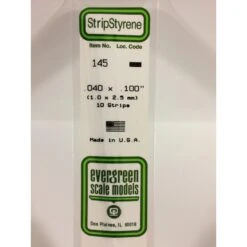 StripStyrene
Item No. Loc. Code
145
.040 x .100"
(1.0 x 2.5 mm)
10 Strips
Made in U.S.A.
evergreen
scale models
Des Plaines, IL 60018